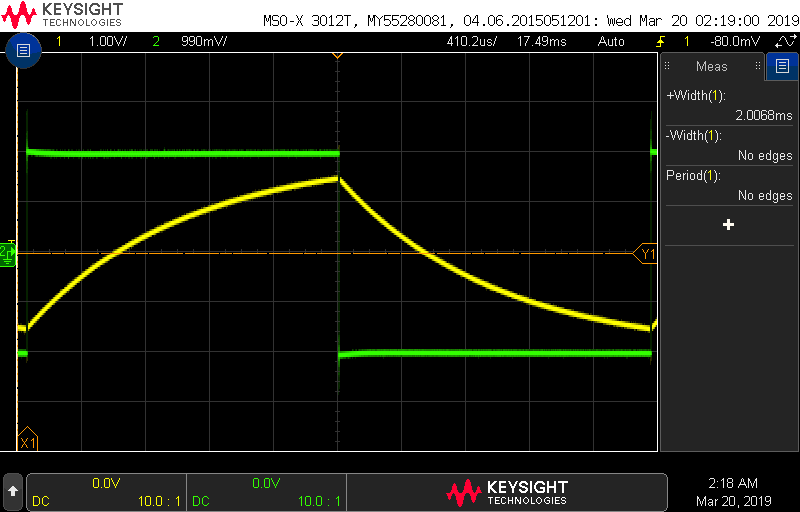 KEYSIGHT TECHNOLOGIES MSO-X 3012T, MY55280081, 04.06.2015051201: Wed Mar 20 02:19:00 2019
1 1.00V/ 2 990mV/ 410.2us/ 17.49ms Auto 1 -80.0mV
Meas
+Width(1):
2.0068ms
-Width(1):
No edges
Period(1):
No edges
+
2
Y1
X1
0.0V 0.0V
DC 10.0 : 1 DC 10.0 : 1
KEYSIGHT
TECHNOLOGIES
2:18 AM
Mar 20, 2019